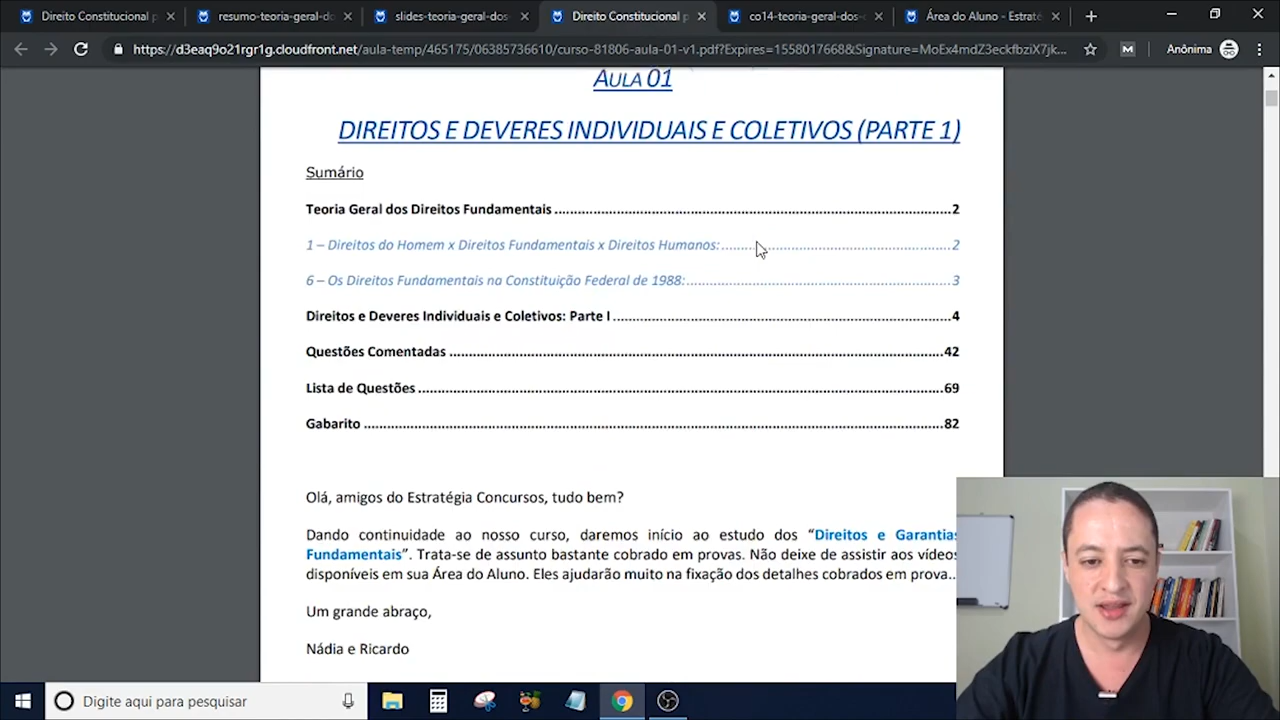 Direito Constitucional p
resumo-teoria-geral-do
slides-teoria-geral-dos
Direito Constitucional p
co14-teoria-geral-dos-
Área do Aluno - Estraté
https://d3eaq9o21rgr1g.cloudfront.net/aula-temp/465175/06385736610/curso-81806-aula-01-v1.pdf?Expires=1558017668&Signature=MoEx4mdZ3eckfbziX7jk...
M
Anônima
AULA 01
DIREITOS E DEVERES INDIVIDUAIS E COLETIVOS (PARTE 1)
Sumário
Teoria Geral dos Direitos Fundamentais ... 2
1 – Direitos do Homem x Direitos Fundamentais x Direitos Humanos: ... 2
6 – Os Direitos Fundamentais na Constituição Federal de 1988: ... 3
Direitos e Deveres Individuais e Coletivos: Parte I ... 4
Questões Comentadas ... 42
Lista de Questões ... 69
Gabarito ... 82
Olá, amigos do Estratégia Concursos, tudo bem?
Dando continuidade ao nosso curso, daremos início ao estudo dos “Direitos e Garantias
Fundamentais”. Trata-se de assunto bastante cobrado em provas. Não deixe de assistir aos vídeos
disponíveis em sua Área do Aluno. Eles ajudarão muito na fixação dos detalhes cobrados em prova..
Um grande abraço,
Nádia e Ricardo
Digite aqui para pesquisar